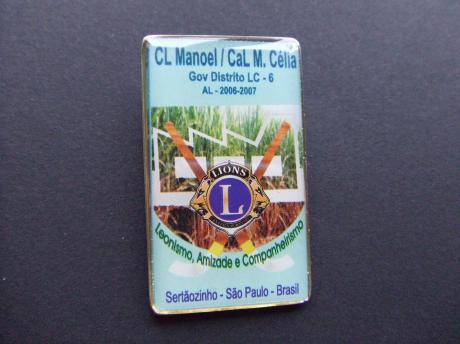 CL Manoel / CaL M. Célia
Gov Distrito LC - 6
AL - 2006-2007
LIONS
L
Leonismo, Amizade e Companheirismo
Sertãozinho - São Paulo - Brasil